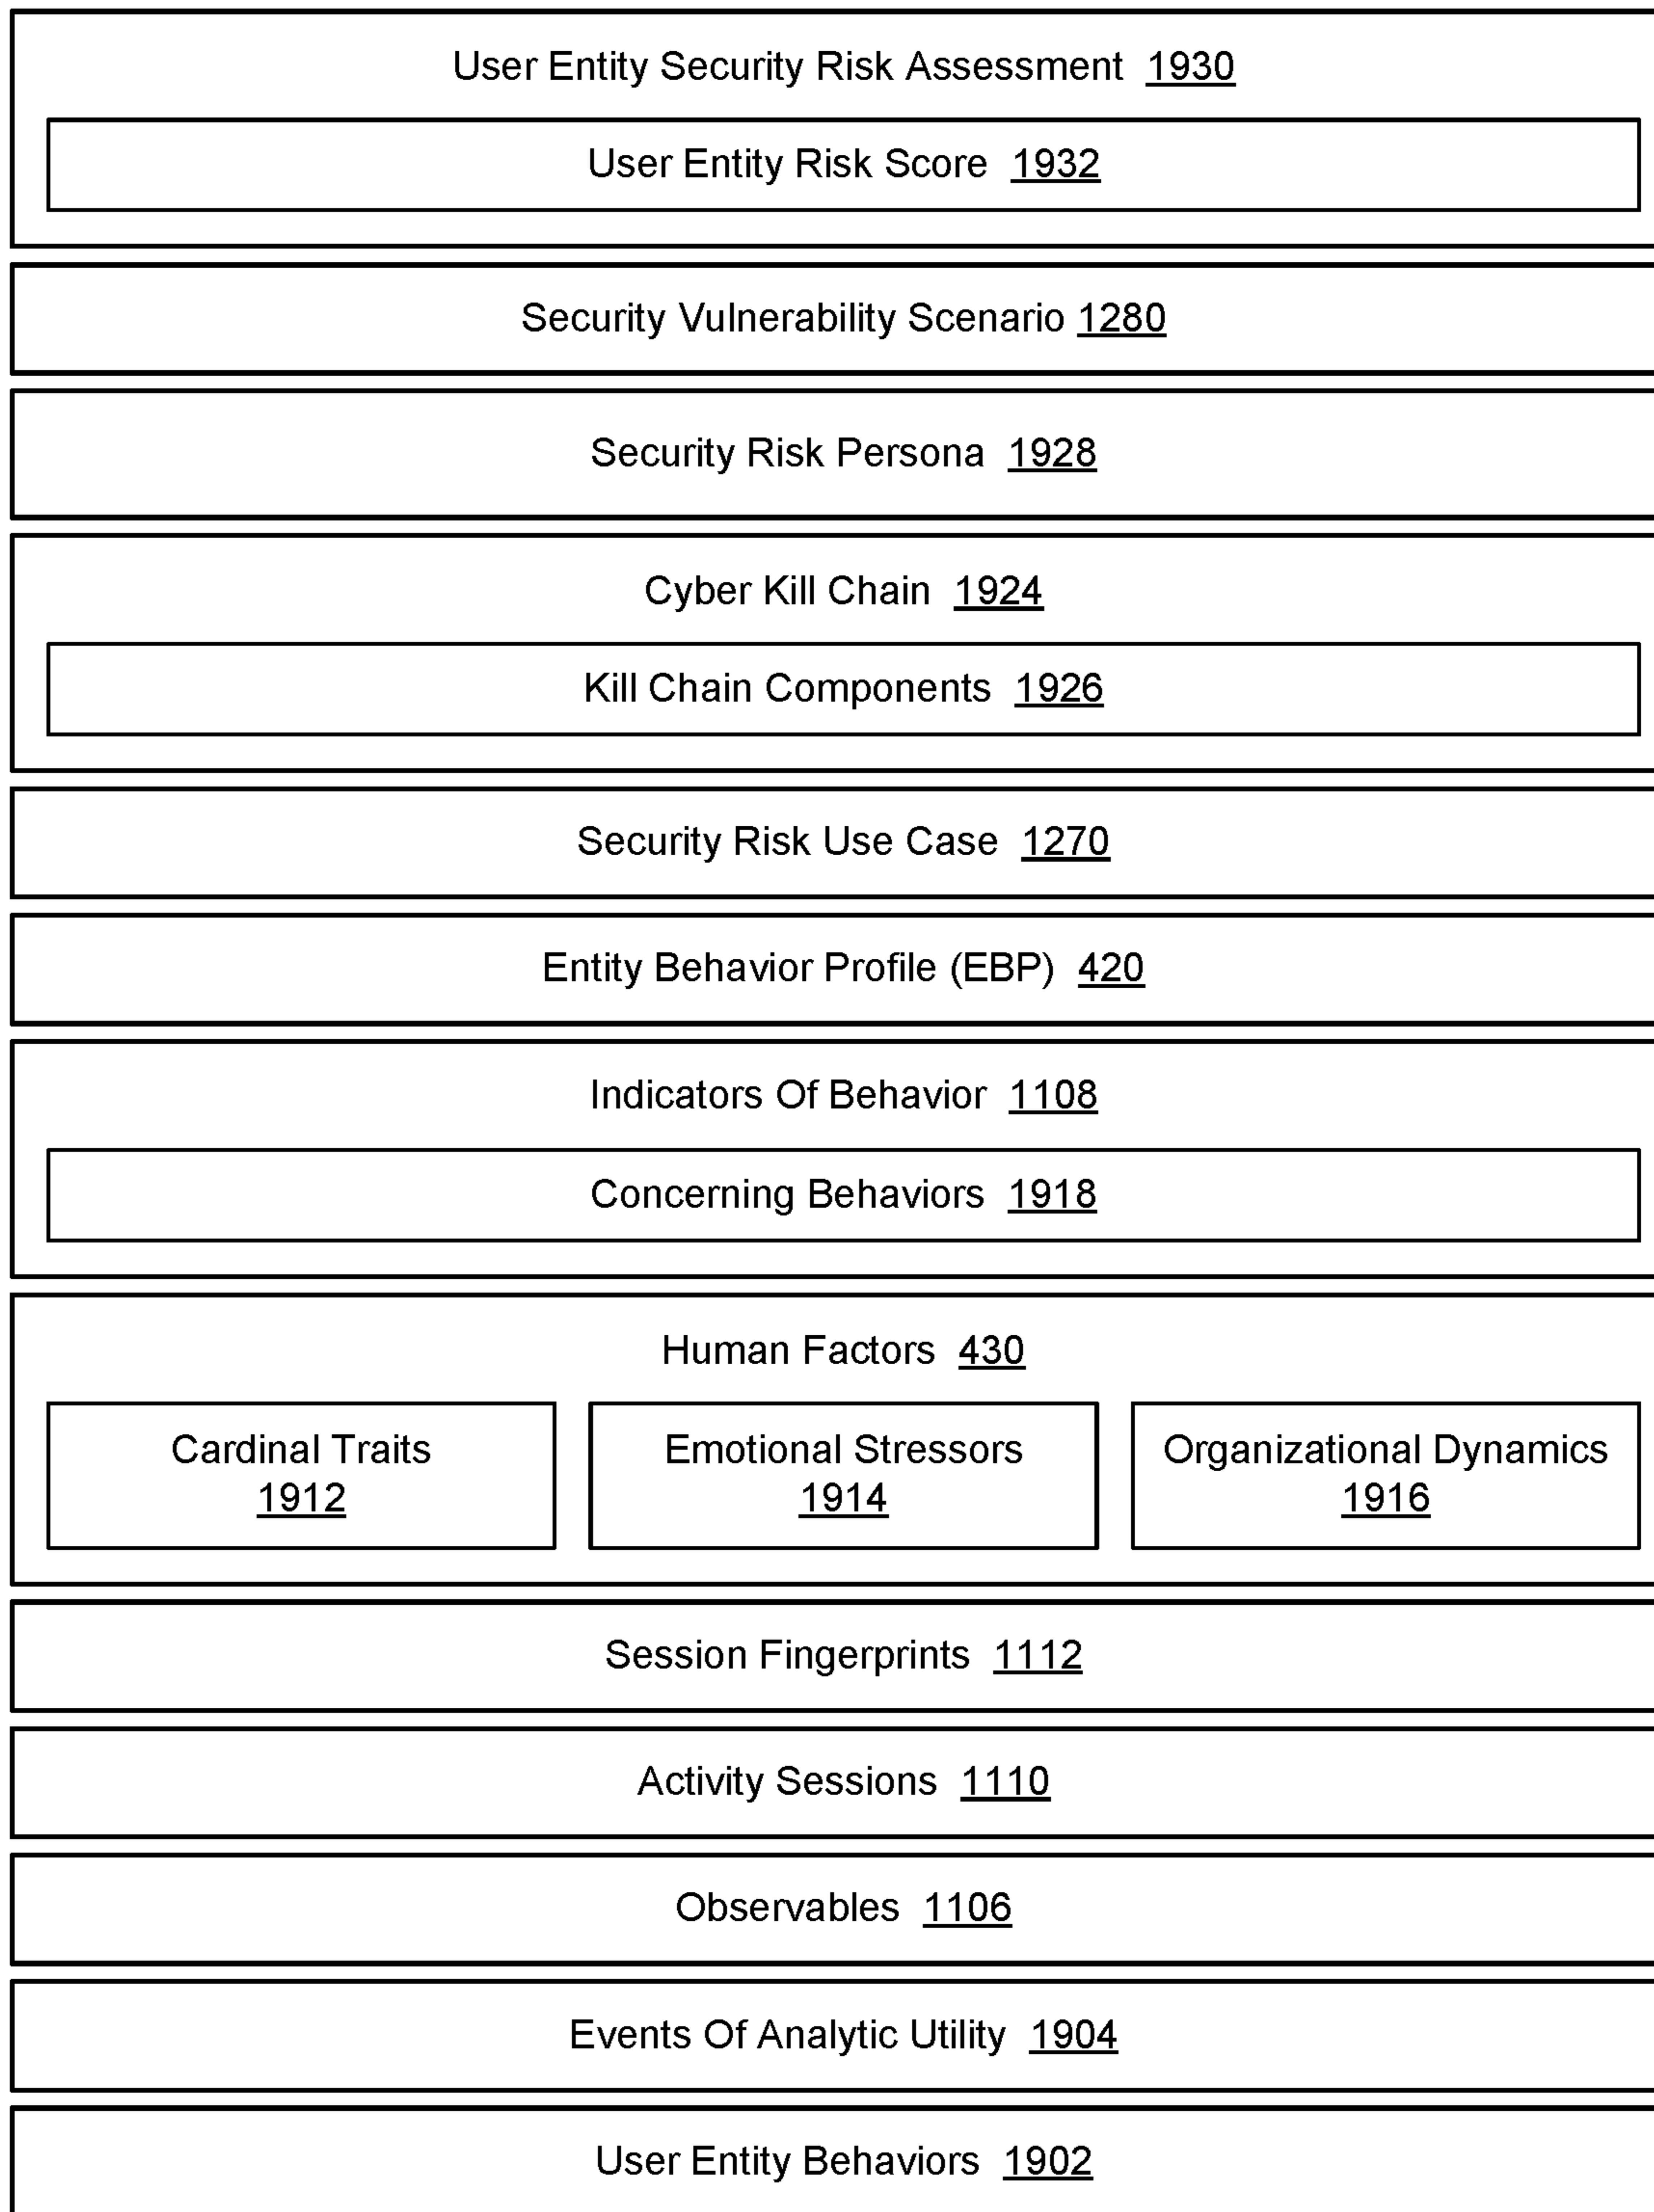 User Entity Security Risk Assessment 1930
User Entity Risk Score 1932
Security Vulnerability Scenario 1280
Security Risk Persona 1928
Cyber Kill Chain 1924
Kill Chain Components 1926
Security Risk Use Case 1270
Entity Behavior Profile (EBP) 420
Indicators Of Behavior 1108
Concerning Behaviors 1918
Human Factors 430
Cardinal Traits
1912
Emotional Stressors
1914
Organizational Dynamics
1916
Session Fingerprints 1112
Activity Sessions 1110
Observables 1106
Events Of Analytic Utility 1904
User Entity Behaviors 1902